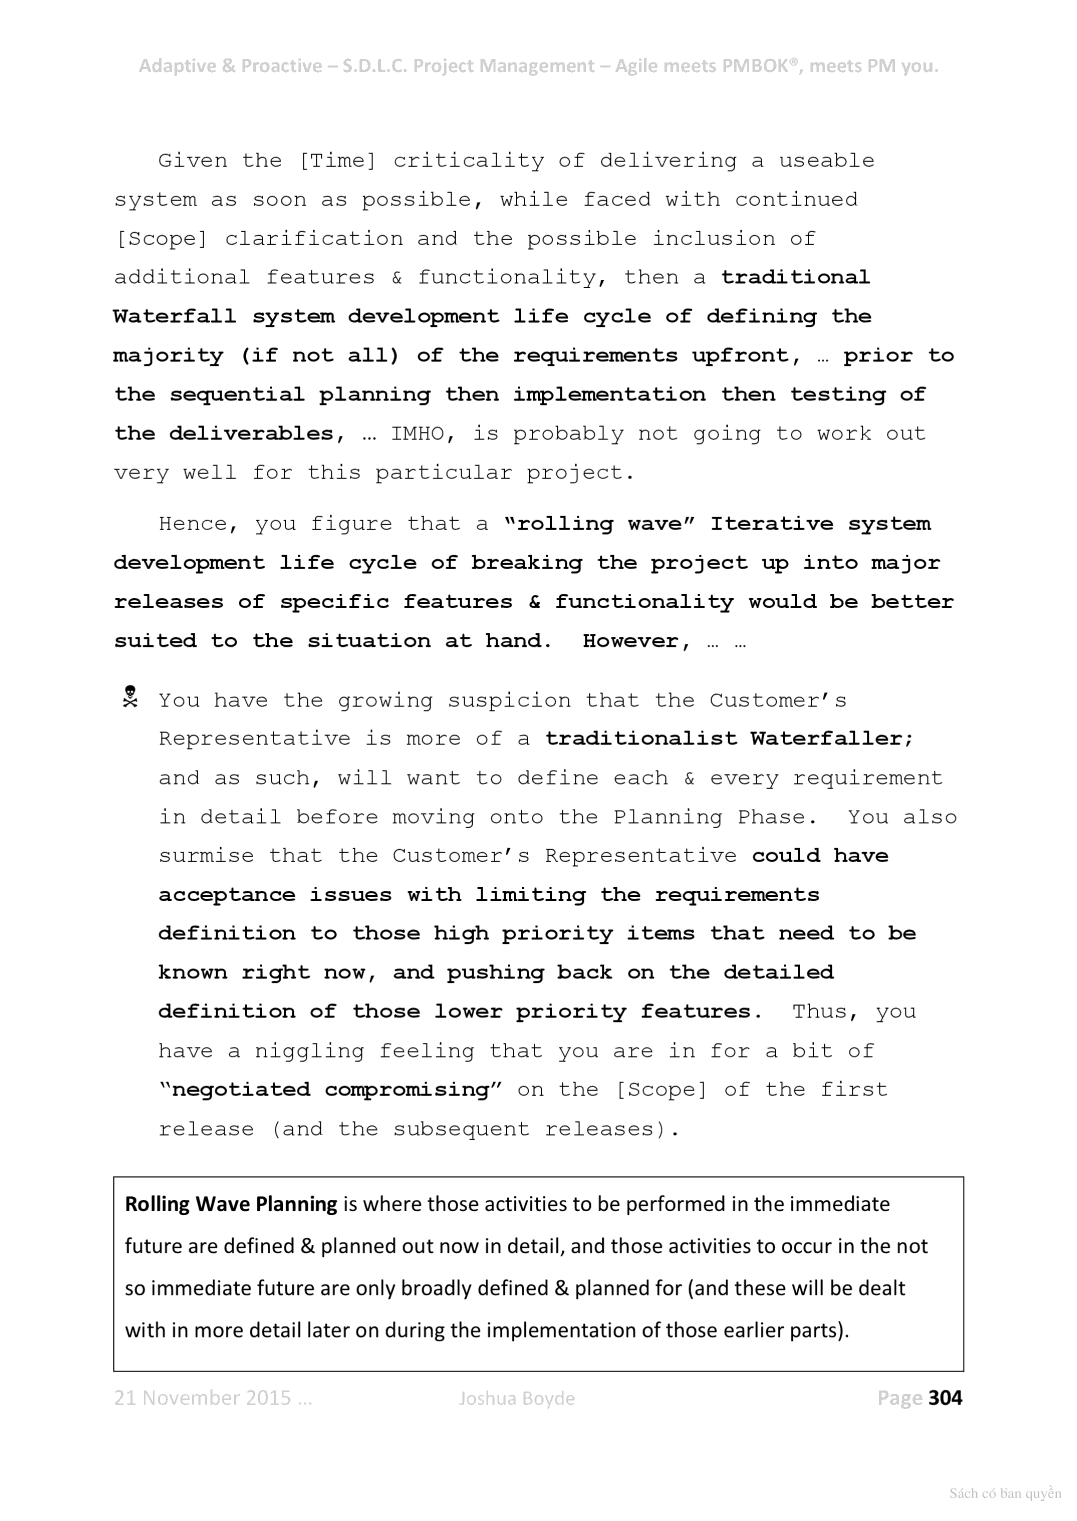 Adaptive & Proactive – S.D.L.C. Project Management – Agile meets PMBOK®, meets PM you.
Given the [Time] criticality of delivering a useable
system as soon as possible, while faced with continued
[Scope] clarification and the possible inclusion of
additional features & functionality, then a traditional
Waterfall system development life cycle of defining the
majority (if not all) of the requirements upfront, … prior to
the sequential planning then implementation then testing of
the deliverables, … IMHO, is probably not going to work out
very well for this particular project.
Hence, you figure that a “rolling wave” Iterative system
development life cycle of breaking the project up into major
releases of specific features & functionality would be better
suited to the situation at hand. However, … …
☠ You have the growing suspicion that the Customer’s
Representative is more of a traditionalist Waterfaller;
and as such, will want to define each & every requirement
in detail before moving onto the Planning Phase. You also
surmise that the Customer’s Representative could have
acceptance issues with limiting the requirements
definition to those high priority items that need to be
known right now, and pushing back on the detailed
definition of those lower priority features. Thus, you
have a niggling feeling that you are in for a bit of
“negotiated compromising” on the [Scope] of the first
release (and the subsequent releases).
Rolling Wave Planning is where those activities to be performed in the immediate
future are defined & planned out now in detail, and those activities to occur in the not
so immediate future are only broadly defined & planned for (and these will be dealt
with in more detail later on during the implementation of those earlier parts).
21 November 2015 … Joshua Boyde Page 304
Sách có bản quyền